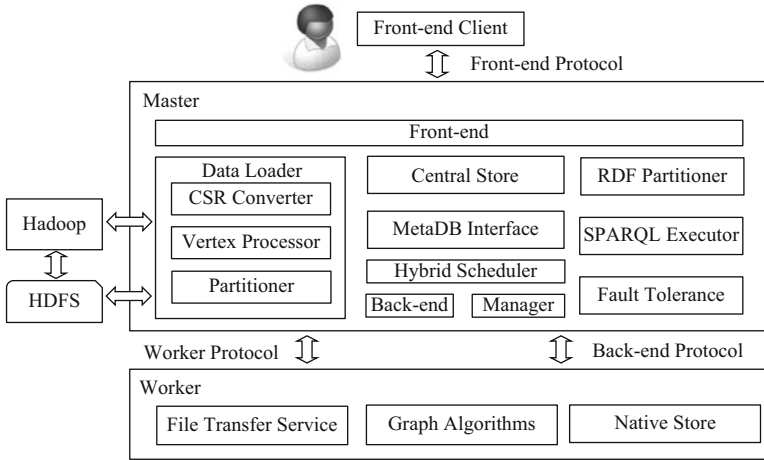 Front-end Client
Front-end Protocol
Master
Front-end
Data Loader
CSR Converter
Vertex Processor
Partitioner
Central Store
MetaDB Interface
Hybrid Scheduler
Back-end
Manager
RDF Partitioner
SPARQL Executor
Fault Tolerance
Hadoop
HDFS
Worker Protocol
Back-end Protocol
Worker
File Transfer Service
Graph Algorithms
Native Store